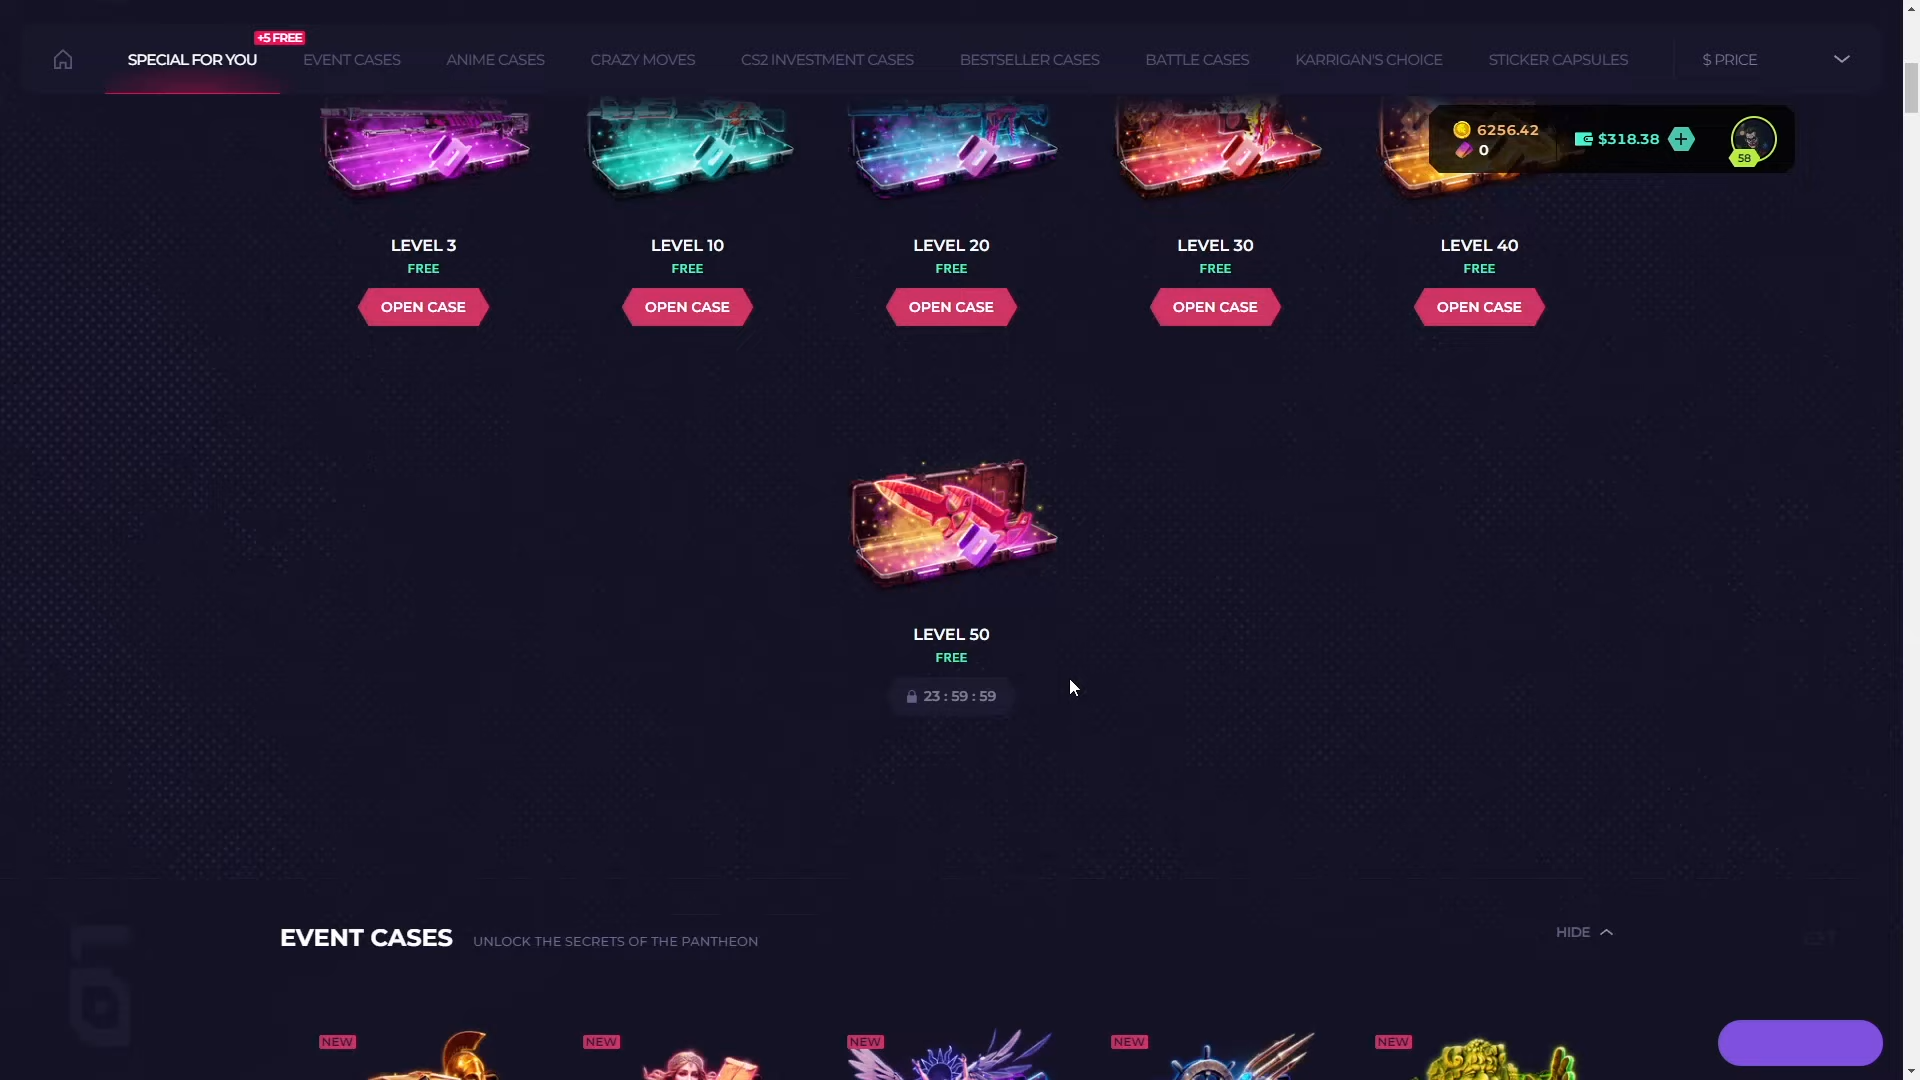 +5 FREE
SPECIAL FOR YOU
EVENT CASES
ANIME CASES
CRAZY MOVES
CS2 INVESTMENT CASES
BESTSELLER CASES
BATTLE CASES
KARRIGAN'S CHOICE
STICKER CAPSULES
$ PRICE
6256.42
0
$318.38
58
LEVEL 3
LEVEL 10
LEVEL 20
LEVEL 30
LEVEL 40
FREE
FREE
FREE
FREE
FREE
OPEN CASE
OPEN CASE
OPEN CASE
OPEN CASE
OPEN CASE
LEVEL 50
FREE
23 : 59 : 59
EVENT CASES
UNLOCK THE SECRETS OF THE PANTHEON
HIDE
NEW
NEW
NEW
NEW
NEW